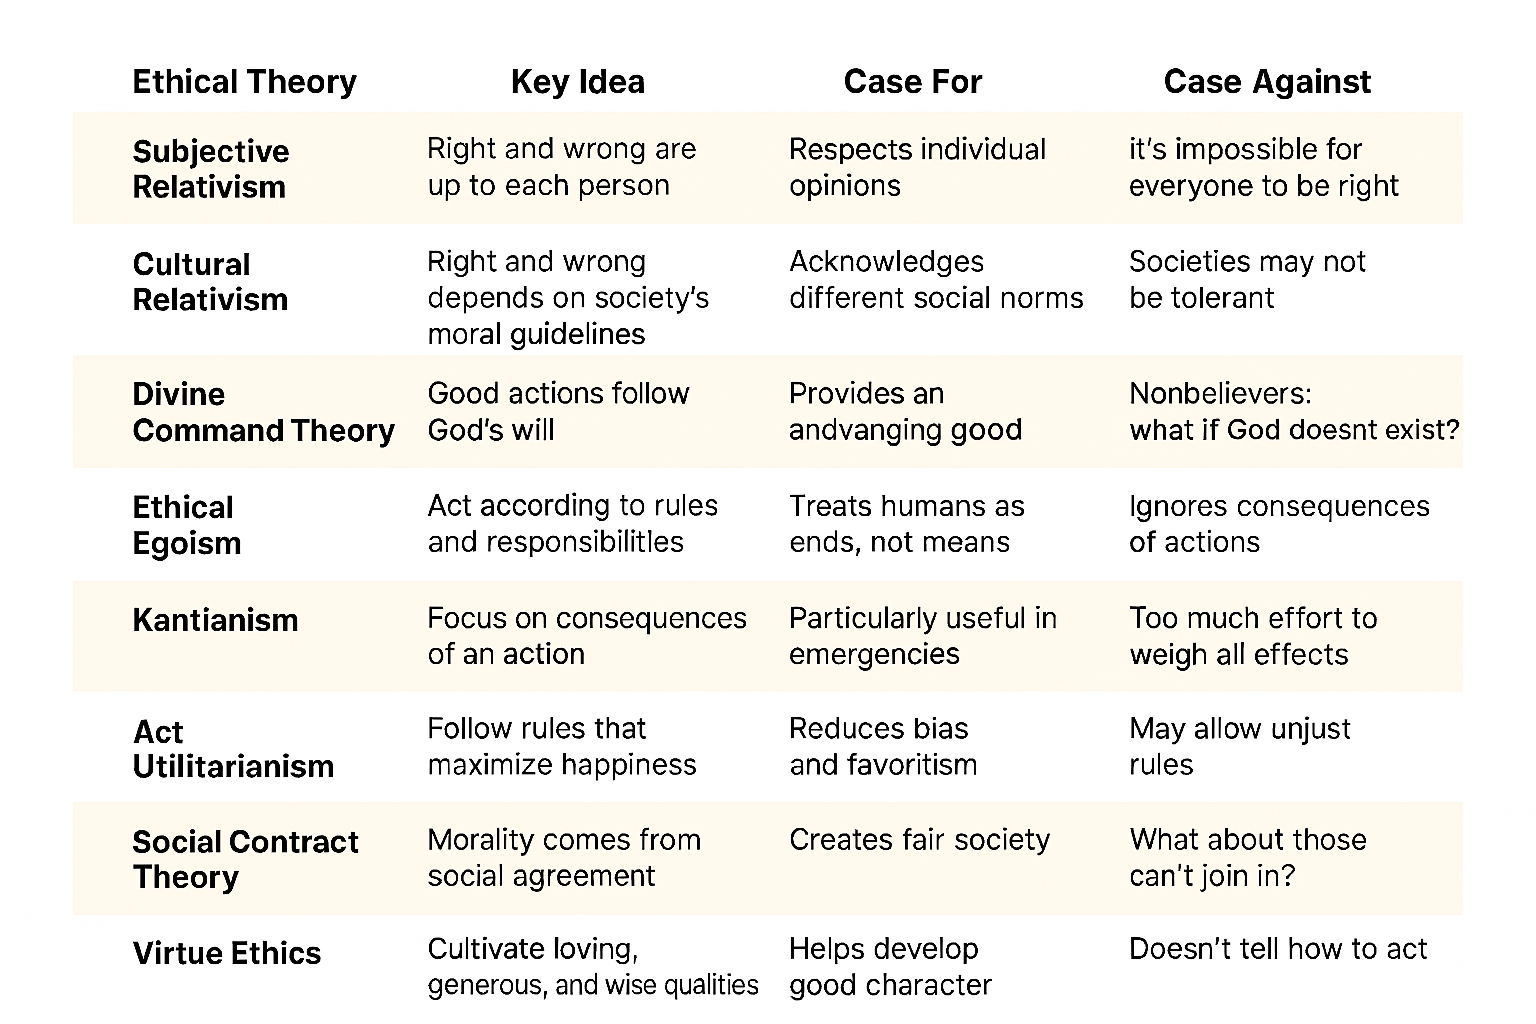 Ethical Theory Key Idea Case For Case Against
Subjective Right and wrong are Respects individual it's impossible for
Relativism up to each person opinions everyone to be right
Cultural Right and wrong Acknowledges Societies may not
Relativism depends on society's different social norms be tolerant
moral guidelines
Divine Good actions follow Provides an Nonbelievers:
Command Theory God's will andvanging good what if God doesnt exist?
Ethical Act according to rules Treats humans as Ignores consequences
Egoism and responsibilities ends, not means of actions
Kantianism Focus on consequences Particularly useful in Too much effort to
of an action emergencies weigh all effects
Act Follow rules that Reduces bias May allow unjust
Utilitarianism maximize happiness and favoritism rules
Social Contract Morality comes from Creates fair society What about those
Theory social agreement can't join in?
Virtue Ethics Cultivate loving, Helps develop Doesn't tell how to act
generous, and wise qualities good character